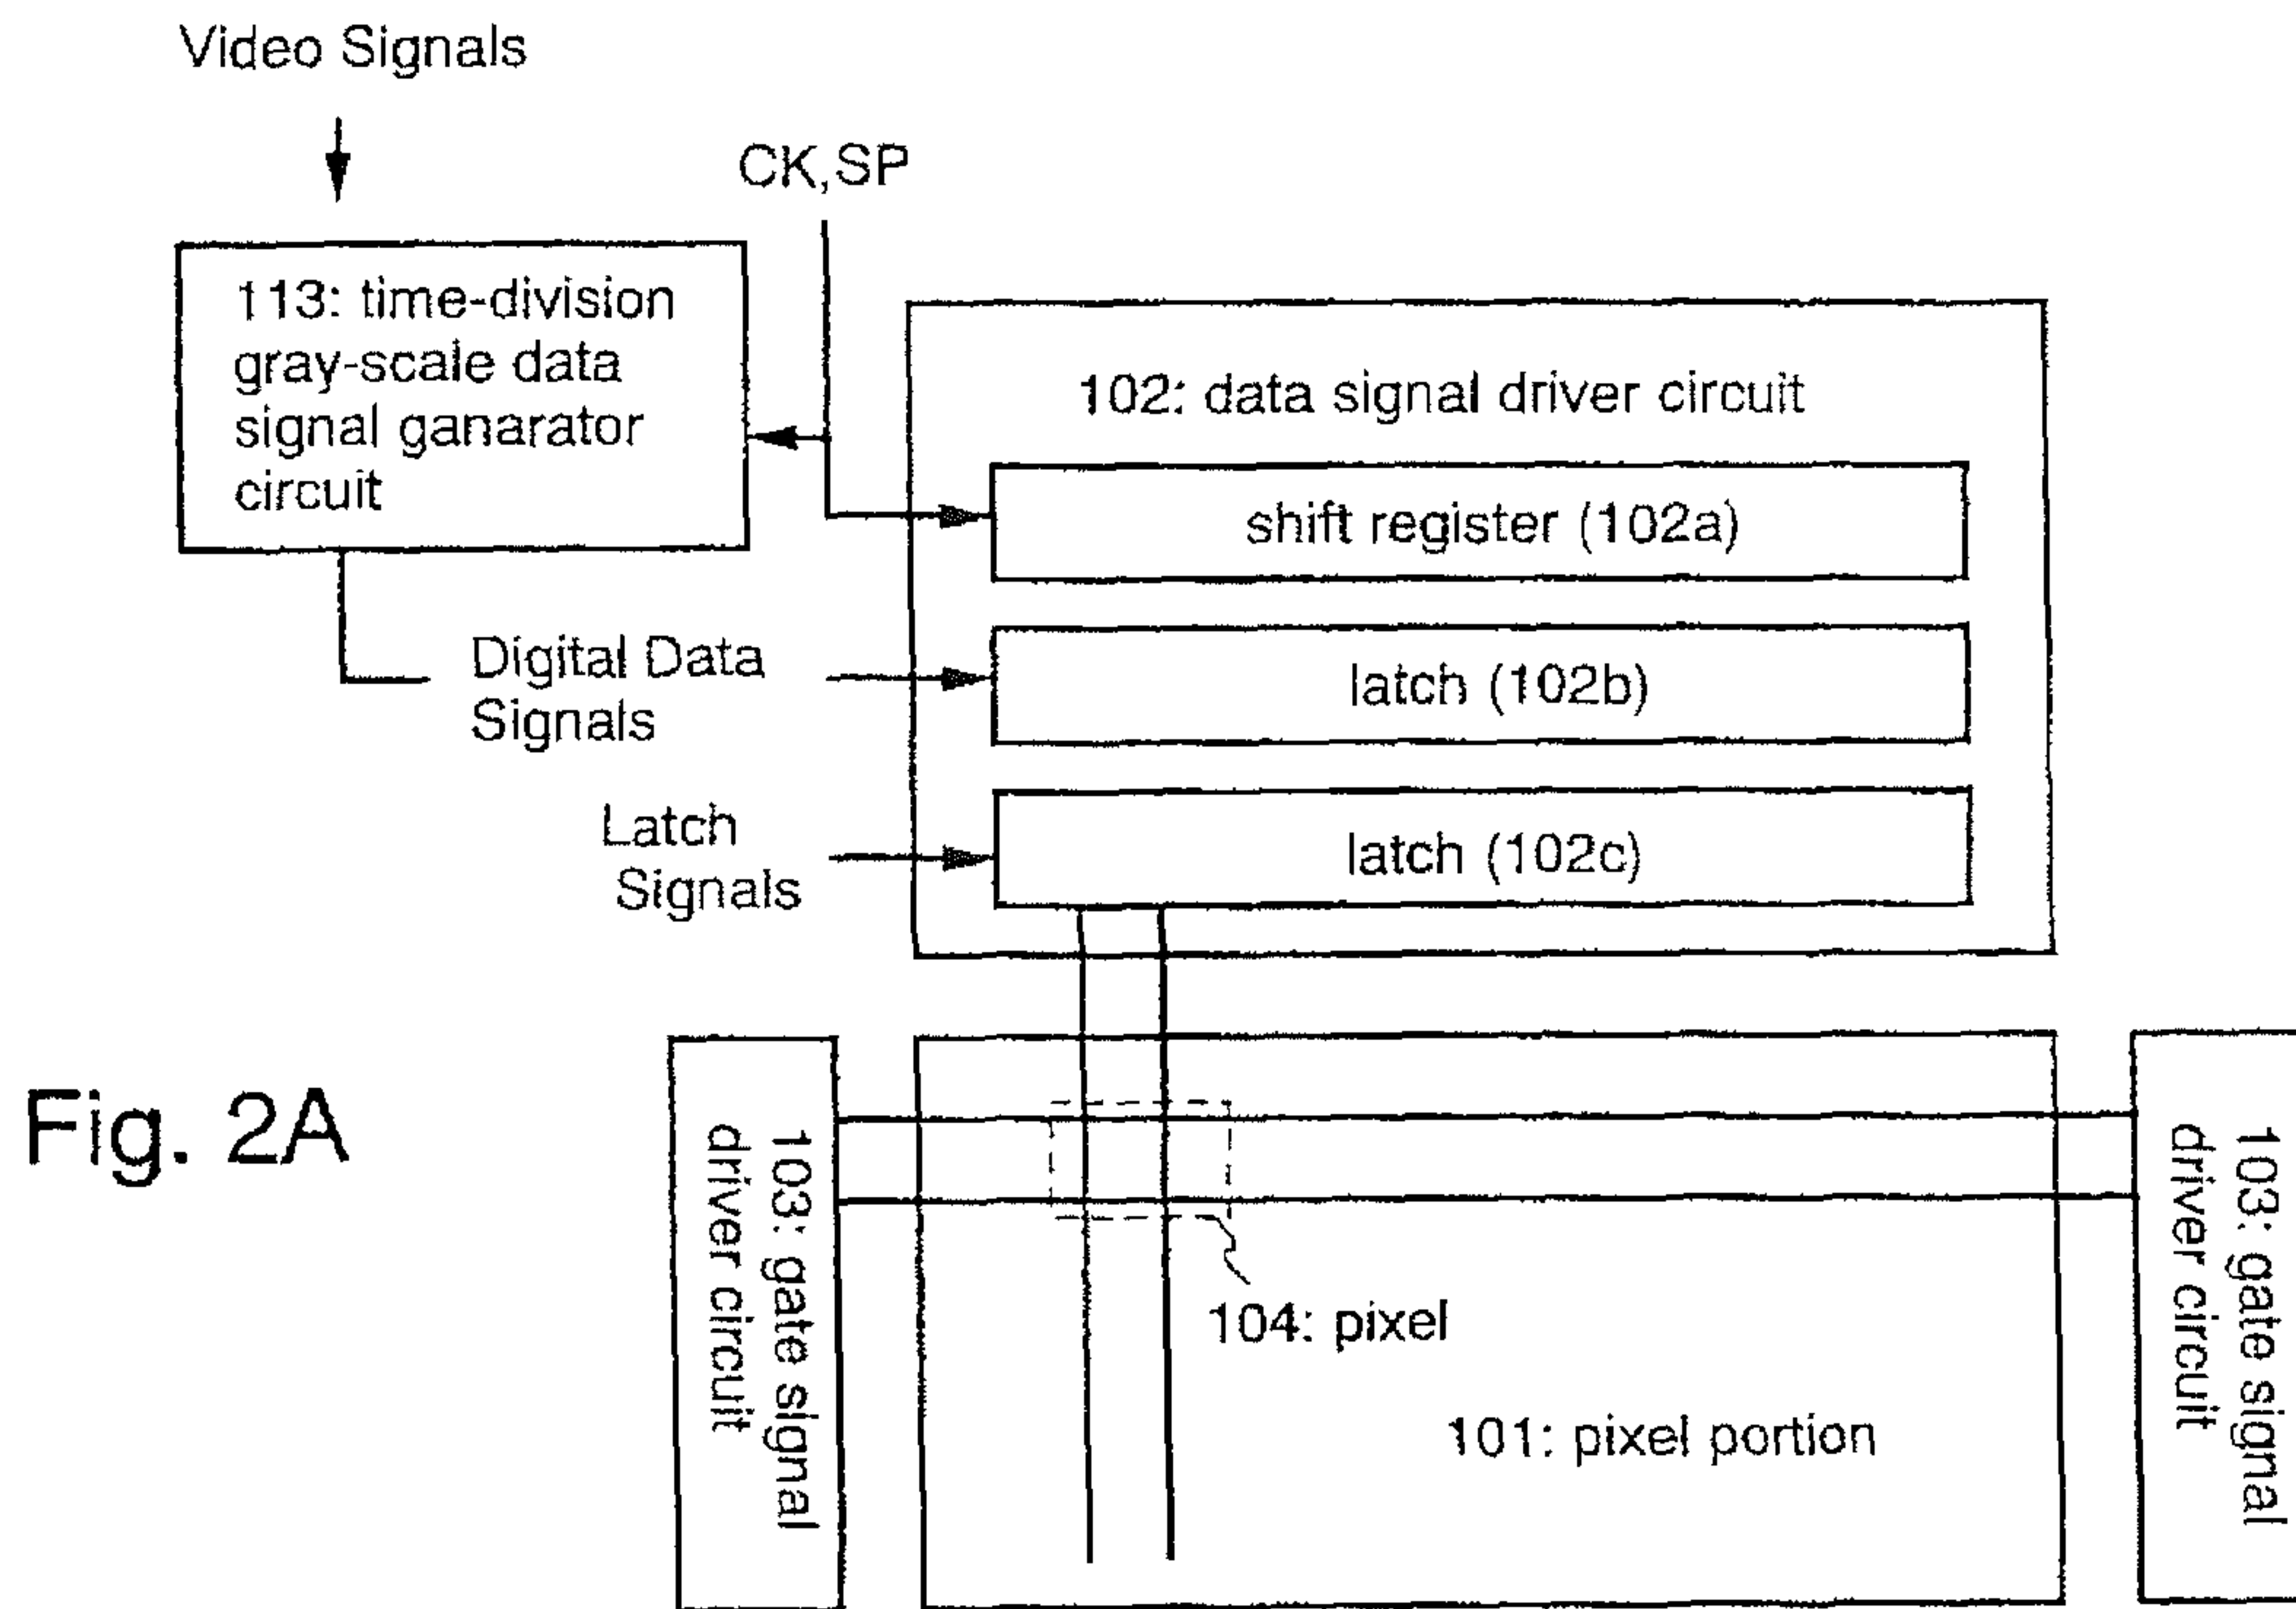 Video Signals
CK,SP
113: time-division
gray-scale data
signal ganarator
circuit
102: data signal driver circuit
shift register (102a)
Digital Data
Signals
latch (102b)
Latch
Signals
latch (102c)
Fig. 2A
103: gate signal
driver circuit
104: pixel
101: pixel portion
103: gate signal
driver circuit